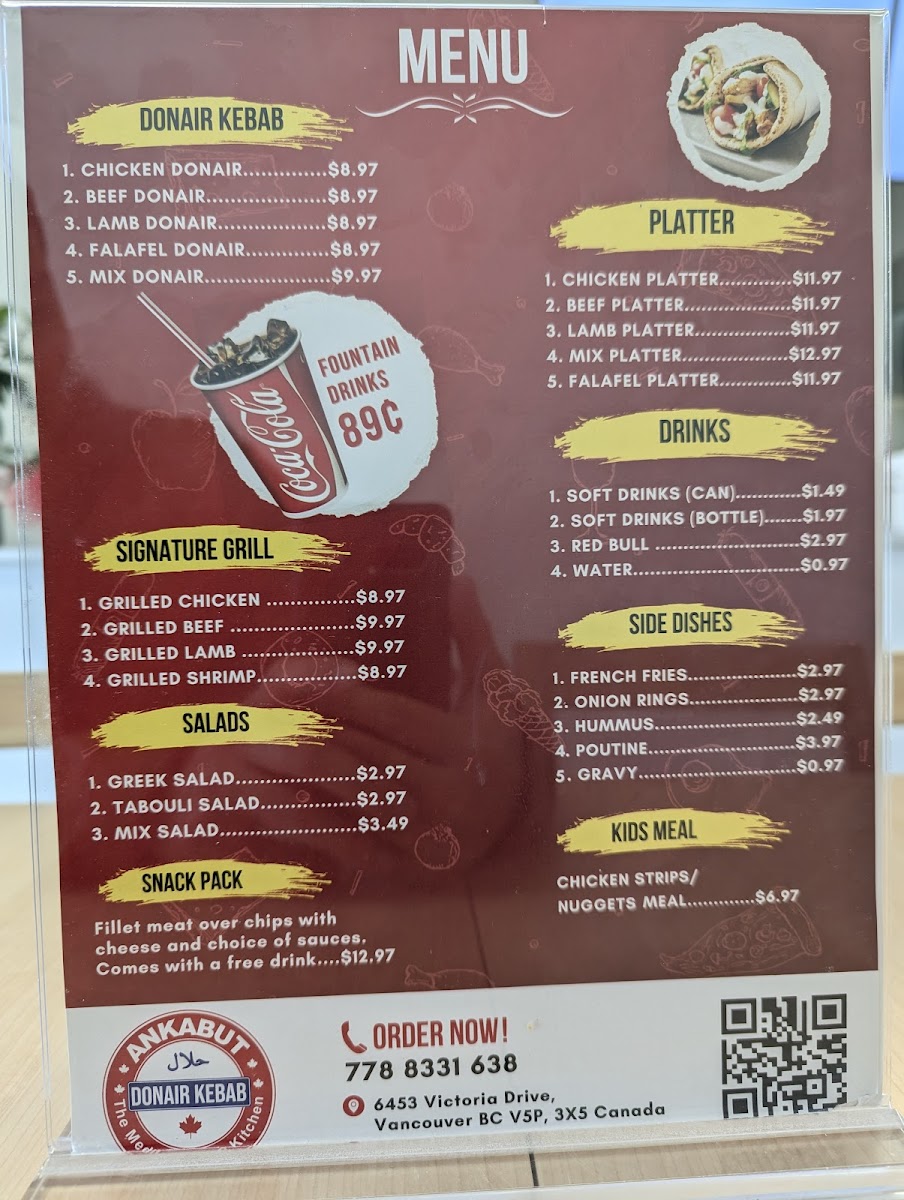 MENU
DONAIR KEBAB
1. CHICKEN DONAIR..............$8.97
2. BEEF DONAIR....................$8.97
3. LAMB DONAIR..................$8.97
4. FALAFEL DONAIR..............$8.97
5. MIX DONAIR.....................$9.97
FOUNTAIN
DRINKS
89¢
Coca-Cola
SIGNATURE GRILL
1. GRILLED CHICKEN ...............$8.97
2. GRILLED BEEF .....................$9.97
3. GRILLED LAMB ...................$9.97
4. GRILLED SHRIMP.................$8.97
SALADS
1. GREEK SALAD....................$2.97
2. TABOULI SALAD................$2.97
3. MIX SALAD.......................$3.49
SNACK PACK
Fillet meat over chips with
cheese and choice of sauces.
Comes with a free drink....$12.97
PLATTER
1. CHICKEN PLATTER............$11.97
2. BEEF PLATTER..................$11.97
3. LAMB PLATTER................$11.97
4. MIX PLATTER..................$12.97
5. FALAFEL PLATTER............$11.97
DRINKS
1. SOFT DRINKS (CAN)...........$1.49
2. SOFT DRINKS (BOTTLE).......$1.97
3. RED BULL ........................$2.97
4. WATER............................$0.97
SIDE DISHES
1. FRENCH FRIES..................$2.97
2. ONION RINGS..................$2.97
3. HUMMUS........................$2.49
4. POUTINE.........................$3.97
5. GRAVY...........................$0.97
KIDS MEAL
CHICKEN STRIPS/
NUGGETS MEAL............$6.97
ANKABUT
حلال
DONAIR KEBAB
The Kitchen
ORDER NOW!
778 8331 638
6453 Victoria Drive,
Vancouver BC V5P, 3X5 Canada